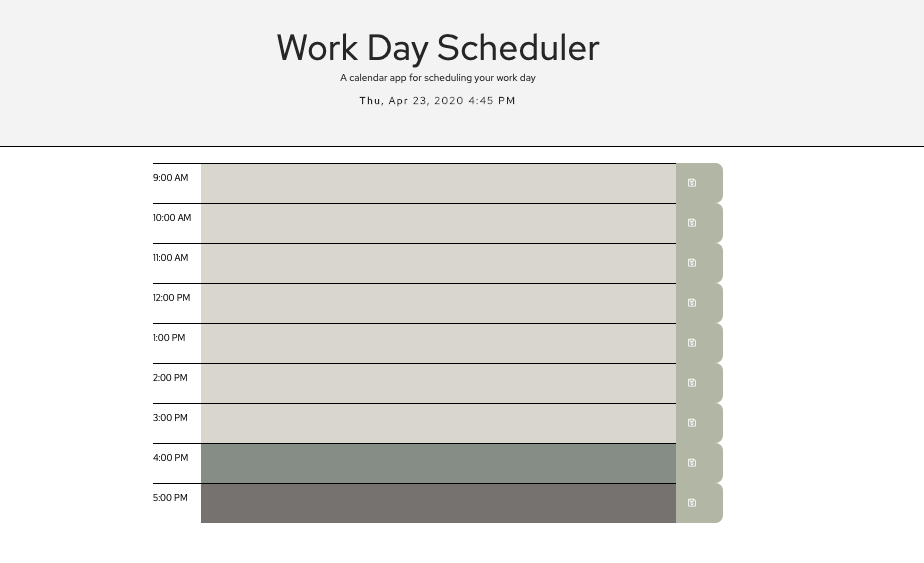 Work Day Scheduler
A calendar app for scheduling your work day
Thu, Apr 23, 2020 4:45 PM
9:00 AM
10:00 AM
11:00 AM
12:00 PM
1:00 PM
2:00 PM
3:00 PM
4:00 PM
5:00 PM